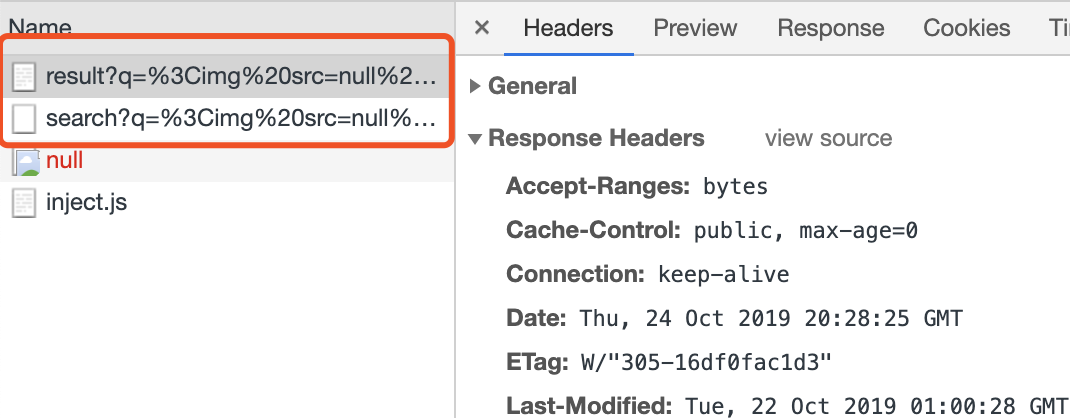 Name
result?q=%3Cimg%20src=null%2...
search?q=%3Cimg%20src=null%...
null
inject.js
× Headers Preview Response Cookies Ti
General
Response Headers view source
Accept-Ranges: bytes
Cache-Control: public, max-age=0
Connection: keep-alive
Date: Thu, 24 Oct 2019 20:28:25 GMT
ETag: W/"305-16df0fac1d3"
Last-Modified: Tue, 22 Oct 2019 01:00:28 GMT